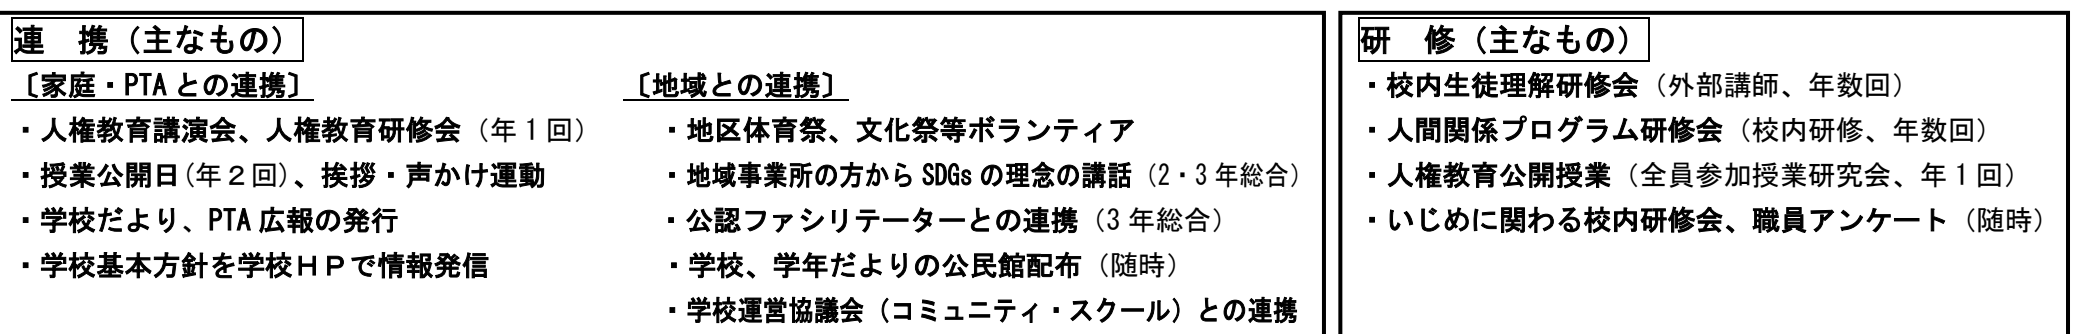 連　携（主なもの）
〔家庭・PTAとの連携〕
・人権教育講演会、人権教育研修会（年1回）
・授業公開日(年２回)、挨拶・声かけ運動
・学校だより、PTA広報の発行
・学校基本方針を学校ＨＰで情報発信
〔地域との連携〕
・地区体育祭、文化祭等ボランティア
・地域事業所の方からSDGsの理念の講話（2・3年総合）
・公認ファシリテーターとの連携（3年総合）
・学校、学年だよりの公民館配布（随時）
・学校運営協議会（コミュニティ・スクール）との連携
研　修（主なもの）
・校内生徒理解研修会（外部講師、年数回）
・人間関係プログラム研修会（校内研修、年数回）
・人権教育公開授業（全員参加授業研究会、年1回）
・いじめに関わる校内研修会、職員アンケート（随時）